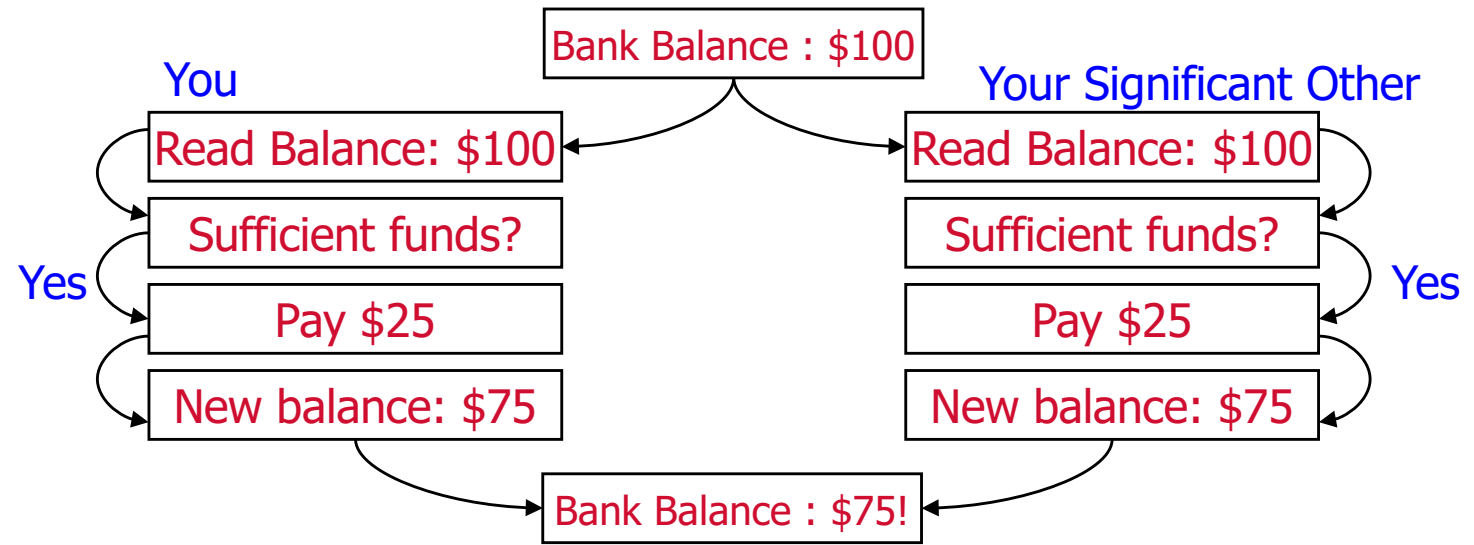 Bank Balance : $100
You
Your Significant Other
Read Balance: $100
Read Balance: $100
Sufficient funds?
Sufficient funds?
Yes
Yes
Pay $25
Pay $25
New balance: $75
New balance: $75
Bank Balance : $75!